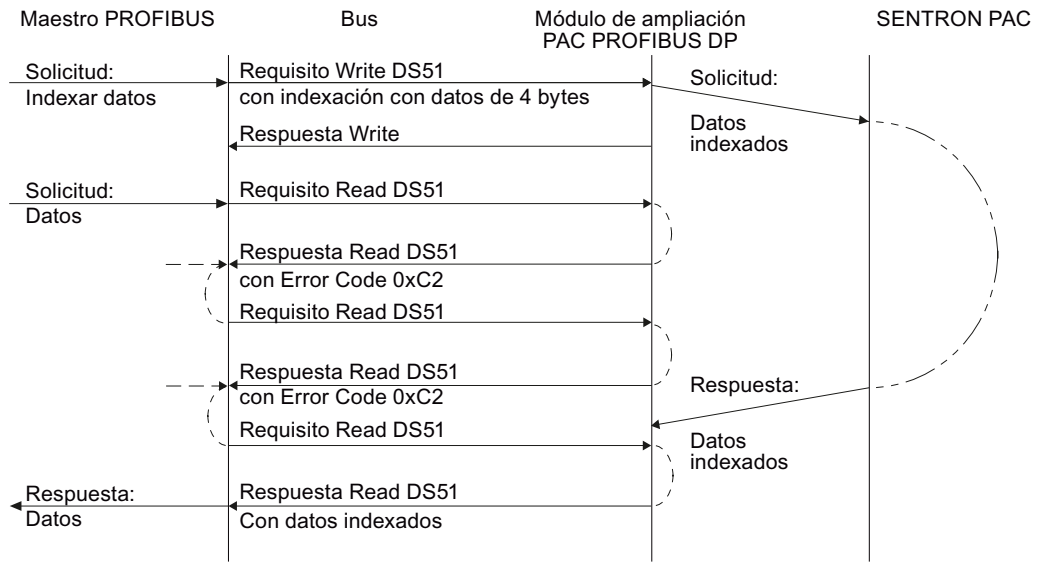 Maestro PROFIBUS
Bus
Módulo de ampliación
PAC PROFIBUS DP
SENTRON PAC
Solicitud:
Indexar datos
Requisito Write DS51
con indexación con datos de 4 bytes
Solicitud:
Datos
indexados
Respuesta Write
Solicitud:
Datos
Requisito Read DS51
Respuesta Read DS51
con Error Code 0xC2
Requisito Read DS51
Respuesta Read DS51
con Error Code 0xC2
Respuesta:
Requisito Read DS51
Datos
indexados
Respuesta:
Datos
Respuesta Read DS51
Con datos indexados